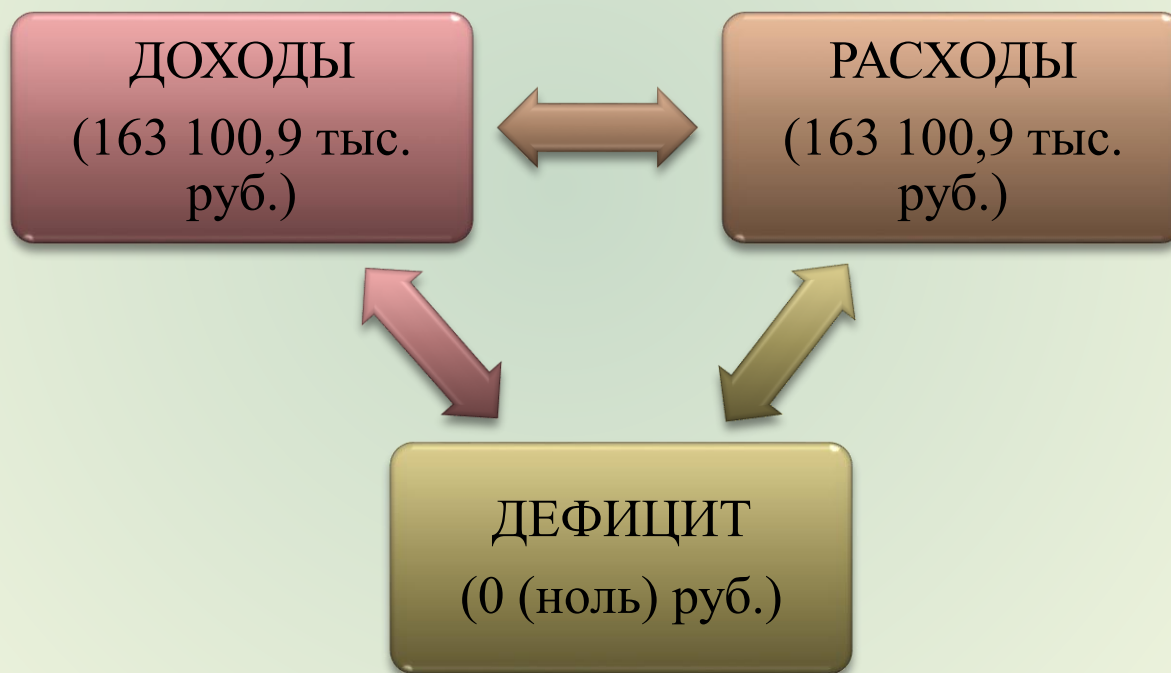 ДОХОДЫ
(163 100,9 тыс.
руб.)
РАСХОДЫ
(163 100,9 тыс.
руб.)
ДЕФИЦИТ
(0 (ноль) руб.)